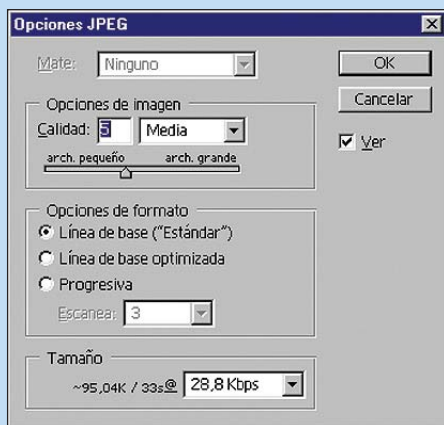 Opciones JPEG
Mate: Ninguno
OK
Cancelar
Ver
Opciones de imagen
Calidad: 5 Media
arch. pequeño arch. grande
Opciones de formato
Línea de base ("Estándar")
Línea de base optimizada
Progresiva
Escanea: 3
Tamaño
~95,04K / 33s@ 28,8 Kbps